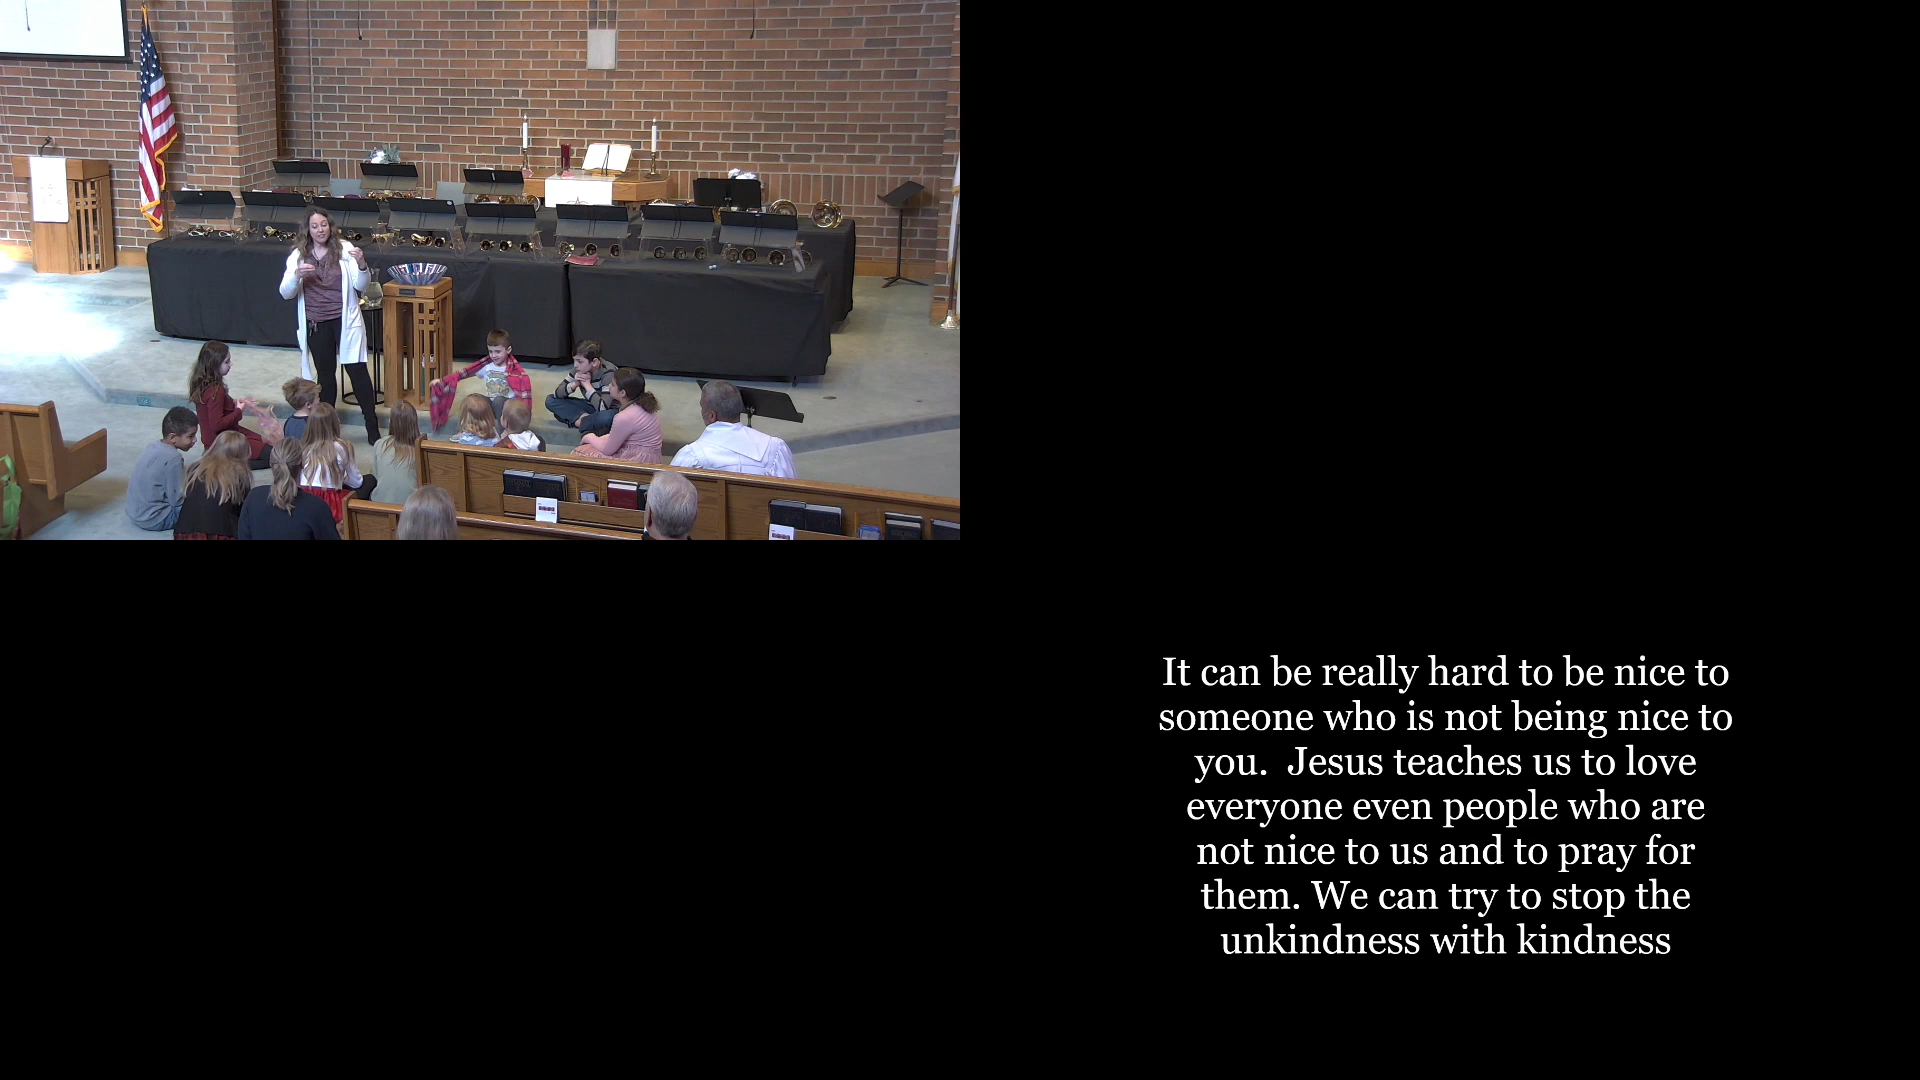 It can be really hard to be nice to
someone who is not being nice to
you.  Jesus teaches us to love
everyone even people who are
not nice to us and to pray for
them. We can try to stop the
unkindness with kindness